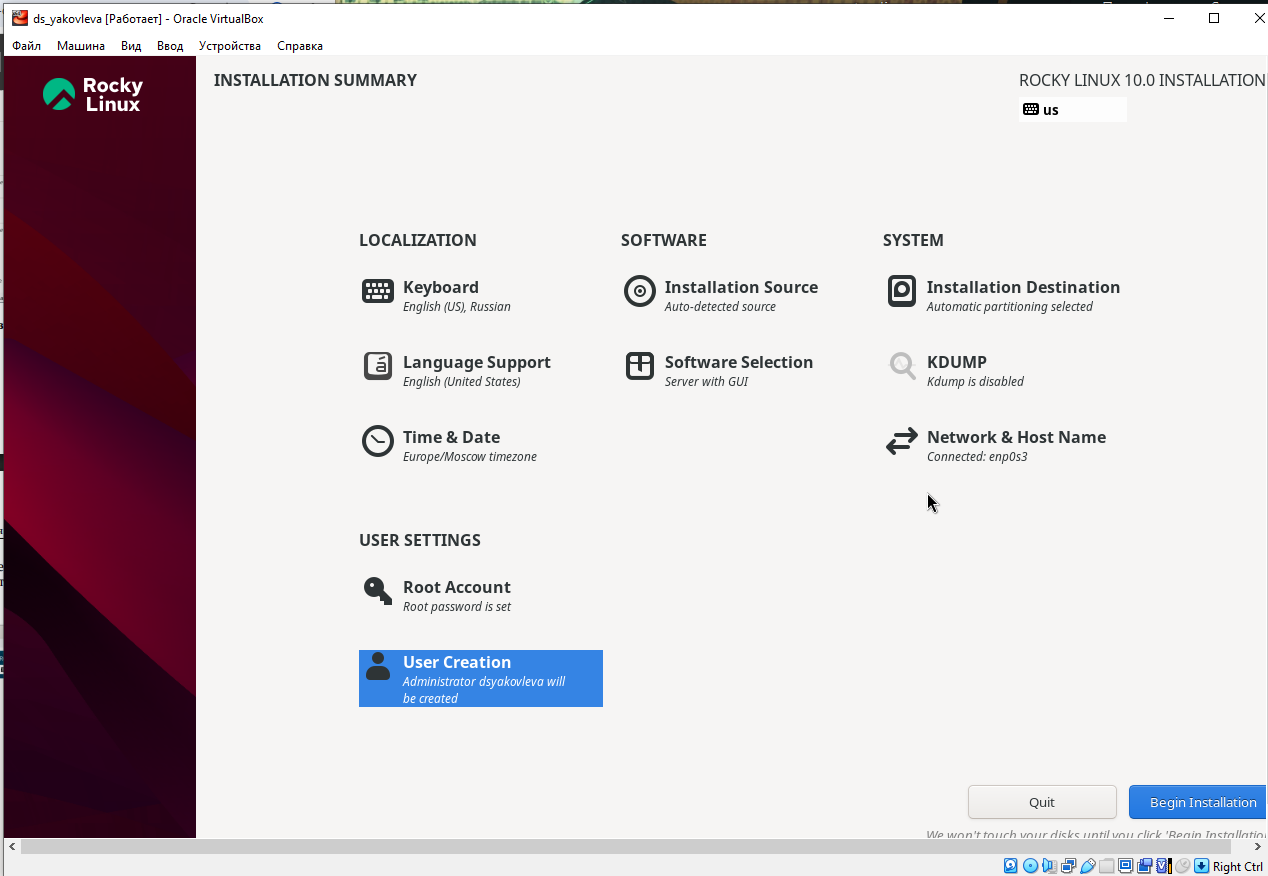 ds_yakovleva [Работает] - Oracle VirtualBox
Файл Машина Вид Ввод Устройства Справка
Rocky
Linux
INSTALLATION SUMMARY
ROCKY LINUX 10.0 INSTALLATION
us
LOCALIZATION
Keyboard
English (US), Russian
Language Support
English (United States)
Time & Date
Europe/Moscow timezone
SOFTWARE
Installation Source
Auto-detected source
Software Selection
Server with GUI
SYSTEM
Installation Destination
Automatic partitioning selected
KDUMP
Kdump is disabled
Network & Host Name
Connected: enp0s3
USER SETTINGS
Root Account
Root password is set
User Creation
Administrator dsyakovleva will
be created
Quit
Begin Installation
We won't touch your disks until you click 'Begin Installatio
Right Ctrl